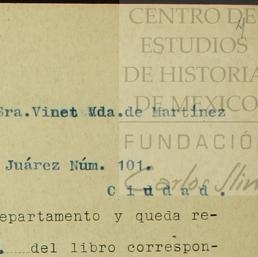 CENTRO DE
ESTUDIOS
DE HISTORIA
DE MEXICO
FUNDACIÓ
Carlos Slim
Sra.Vinet Vda.de Martínez
Juárez Núm. 101.
Ciudad.
epartamento y queda re-
del libro correspon-